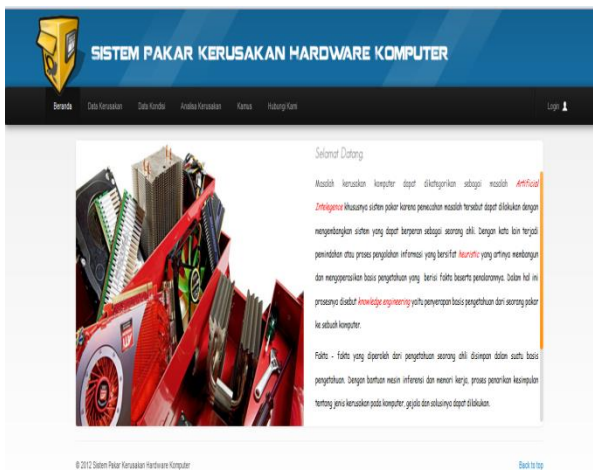 SISTEM PAKAR KERUSAKAN HARDWARE KOMPUTER
Beranda Data Kerusakan Data Kondisi Analisa Kerusakan Kamus Hubungi Kami Login
Selamat Datang
Masalah kerusakan komputer dapat dikategorikan sebagai masalah Artificial
Intelegence khususnya sistem pakar karena pemecahan masalah tersebut dapat dilakukan dengan
mengembangkan sistem yang dapat berperan sebagai seorang ahli. Dengan kata lain terjadi
pemindahan atau proses pengolahan informasi yang bersifat heuristic yang artinya membangun
dan mengoperasikan basis pengetahuan yang berisi fakta beserta penalarannya. Dalam hal ini
prosesnya disebut knowledge engineering yaitu penyerapan basis pengetahuan dari seorang pakar
ke sebuah komputer.
Fakta - fakta yang diperoleh dari pengetahuan seorang ahli disimpan dalam suatu basis
pengetahuan. Dengan bantuan mesin inferensi dan memori kerja, proses penarikan kesimpulan
tentang jenis kerusakan pada komputer, gejala dan solusinya dapat dilakukan.
© 2012 Sistem Pakar Kerusakan Hardware Komputer Back to top